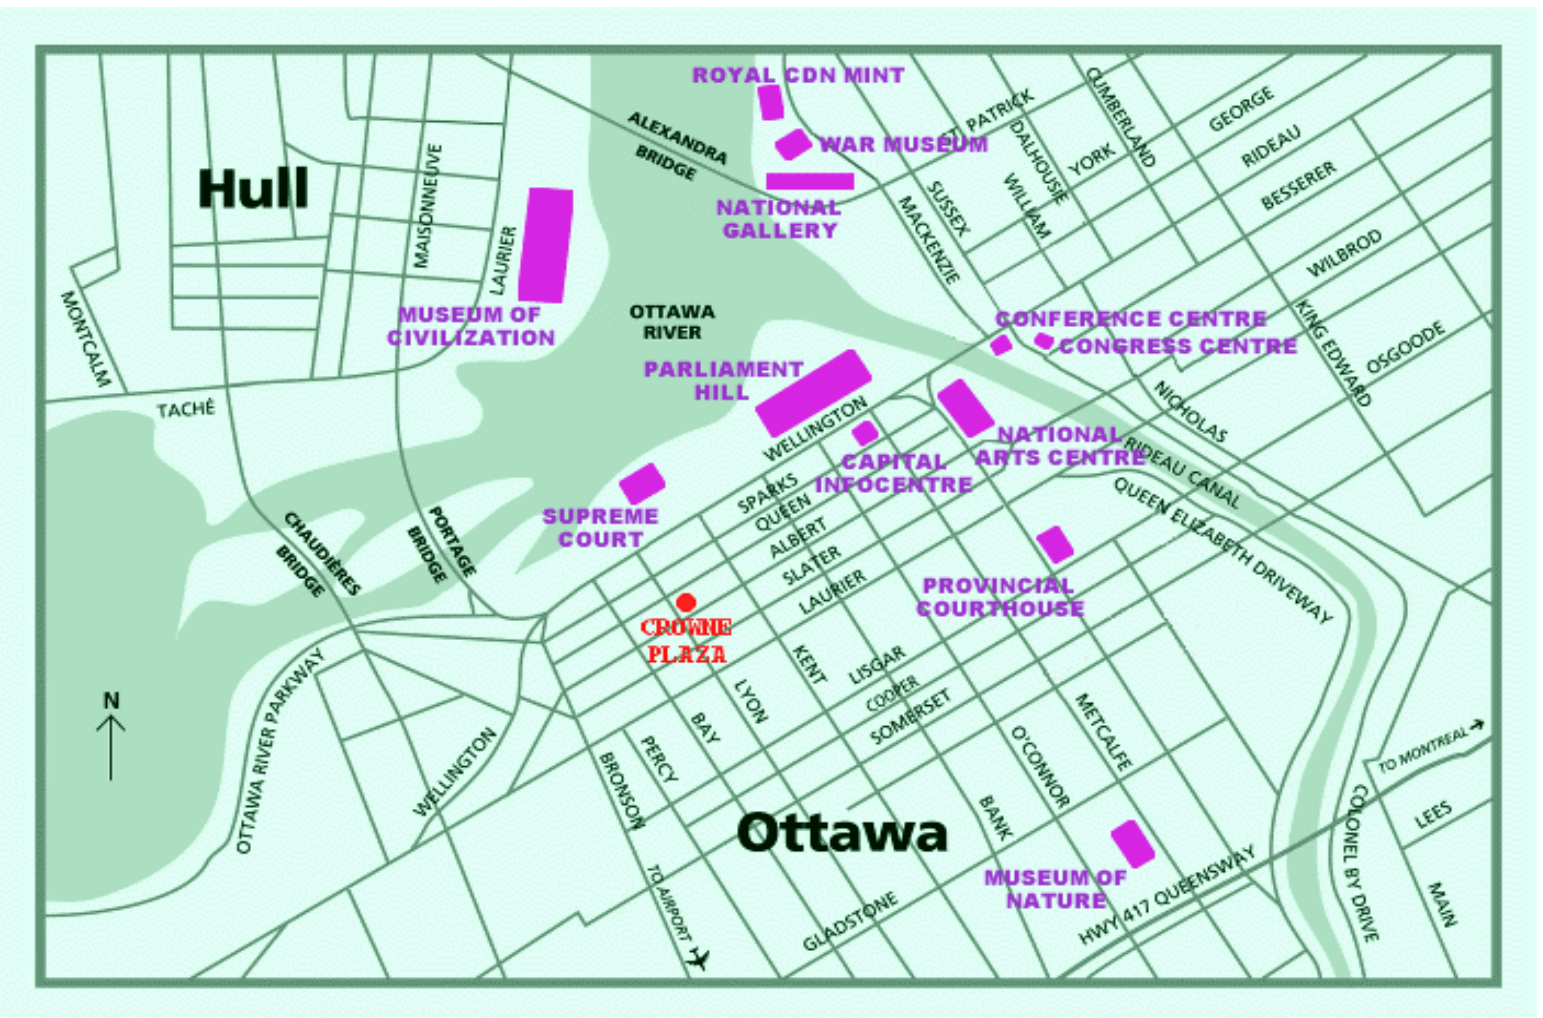 ROYAL CDN MINT
ALEXANDRA
BRIDGE
WAR MUSEUM
ST. PATRICK
CUMBERLAND
GEORGE
DALHOUSIE
YORK
RIDEAU
BESSERER
Hull
MAISONNEUVE
LAURIER
NATIONAL
GALLERY
SUSSEX
MACKENZIE
WILLIAM
WILBROD
MONTCALM
MUSEUM OF
CIVILIZATION
OTTAWA
RIVER
CONFERENCE CENTRE
CONGRESS CENTRE
KING EDWARD
OSGOODE
PARLIAMENT
HILL
TACHÉ
WELLINGTON
NICHOLAS
NATIONAL
ARTS CENTRE
RIDEAU CANAL
CAPITAL
INFOCENTRE
SPARKS
QUEEN
ALBERT
SLATER
LAURIER
SUPREME
COURT
CHAUDIÈRES
BRIDGE
PORTAGE
BRIDGE
QUEEN ELIZABETH DRIVEWAY
PROVINCIAL
COURTHOUSE
CROWNE
PLAZA
KENT
LISGAR
COOPER
SOMERSET
LYON
BAY
PERCY
BRONSON
N
OTTAWA RIVER PARKWAY
WELLINGTON
METCALFE
O'CONNOR
BANK
TO MONTREAL
Ottawa
COLONEL BY DRIVE
LEES
MAIN
MUSEUM OF
NATURE
HWY 417 QUEENSWAY
GLADSTONE
TO AIRPORT